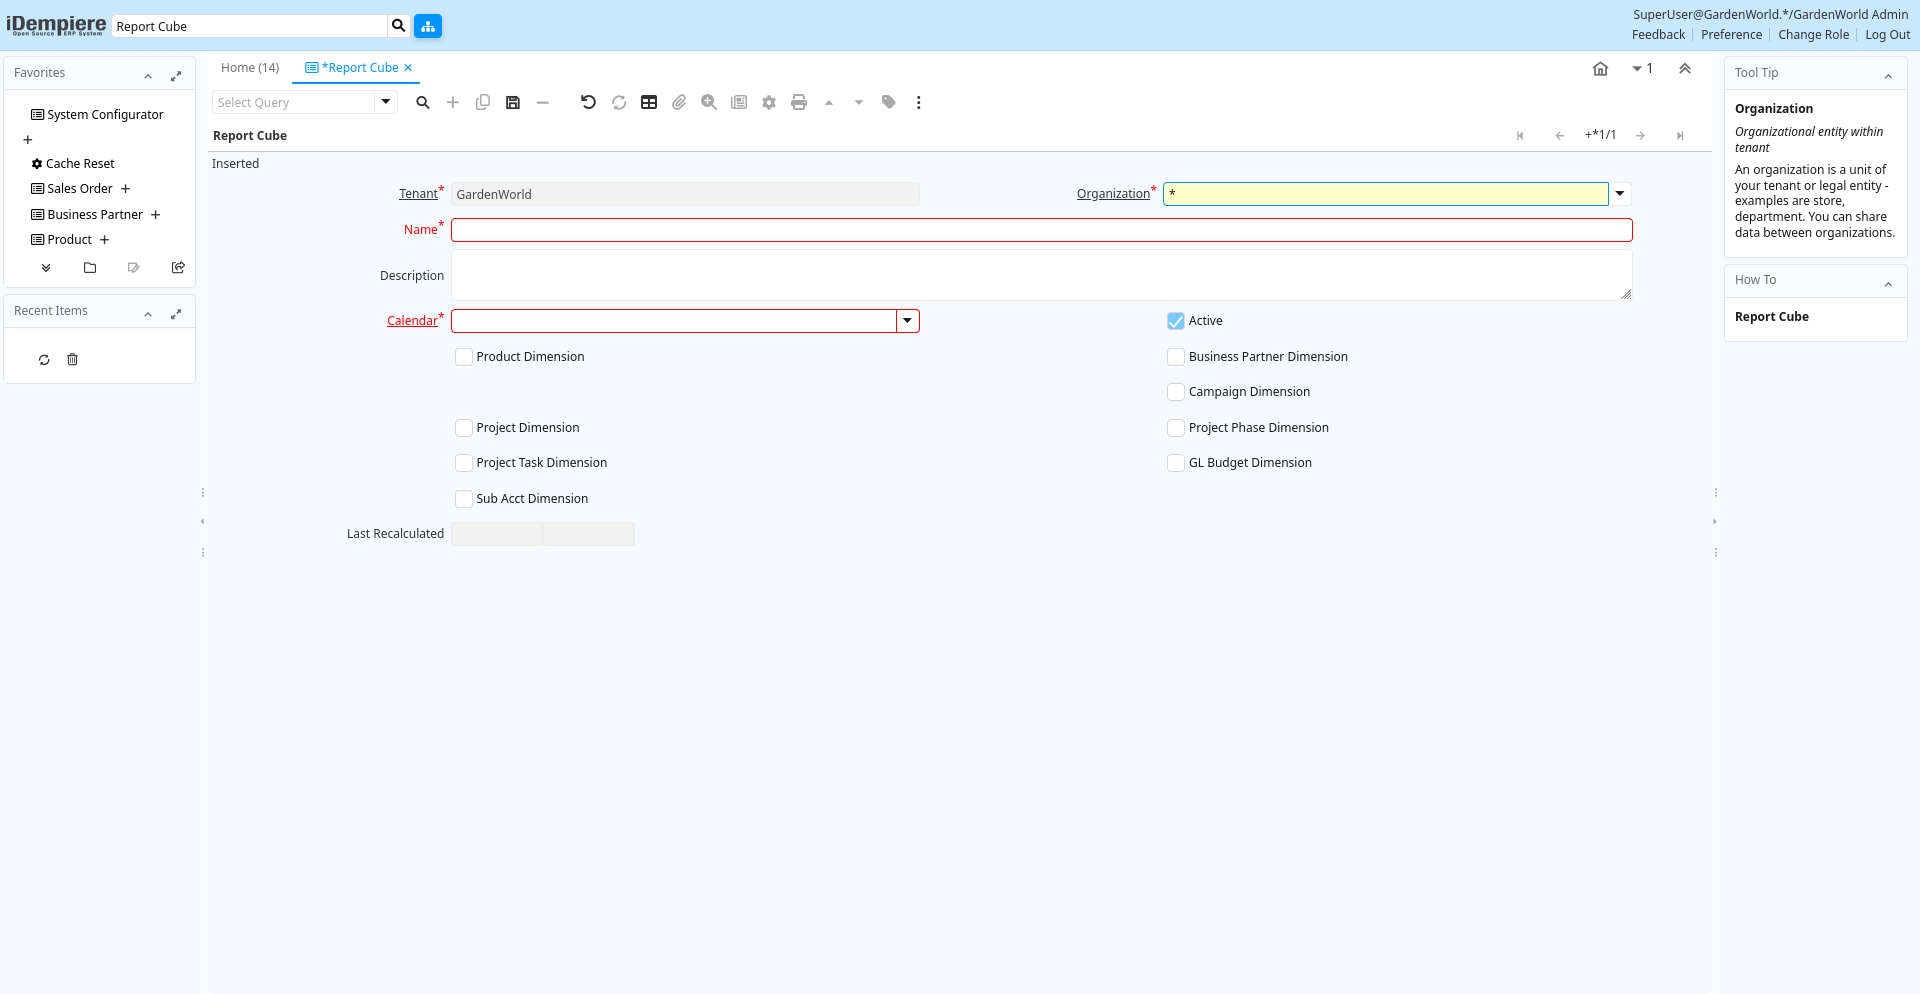 iDempiere
Open Source ERP System
Report Cube
SuperUser@GardenWorld.*/GardenWorld Admin
Feedback
Preference
Change Role
Log Out
Favorites
System Configurator
Cache Reset
Sales Order
Business Partner
Product
Recent Items
Home (14)
*Report Cube
1
Select Query
Report Cube
+*1/1
Inserted
Tenant*
GardenWorld
Organization*
*
Name*
Description
Calendar*
Active
Product Dimension
Business Partner Dimension
Campaign Dimension
Project Dimension
Project Phase Dimension
Project Task Dimension
GL Budget Dimension
Sub Acct Dimension
Last Recalculated
Tool Tip
Organization
Organizational entity within
tenant
An organization is a unit of
your tenant or legal entity -
examples are store,
department. You can share
data between organizations.
How To
Report Cube